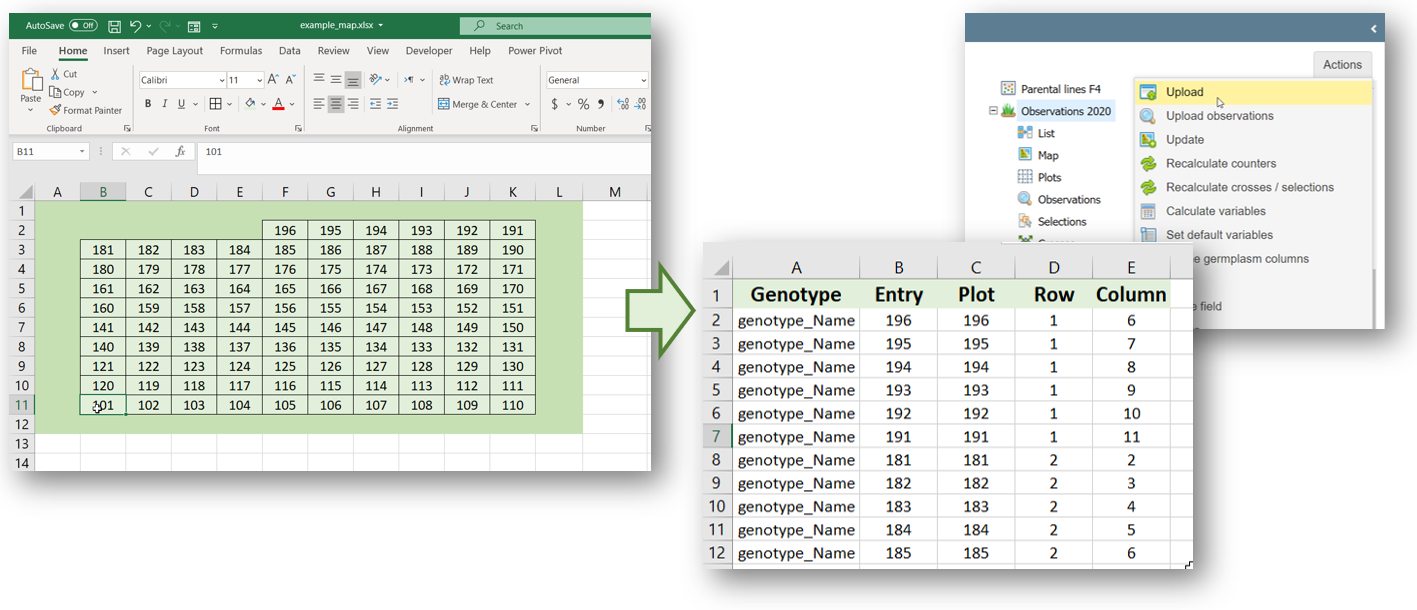 AutoSave Off example_map.xlsx Search
File Home Insert Page Layout Formulas Data Review View Developer Help Power Pivot
Paste Cut Copy Format Painter
Calibri 11 Wrap Text General
B I U A Merge & Center $ % 9
Clipboard Font Alignment Number
B11 fx 101
A B C D E F G H I J K L M
1
2 196 195 194 193 192 191
3 181 182 183 184 185 186 187 188 189 190
4 180 179 178 177 176 175 174 173 172 171
5 161 162 163 164 165 166 167 168 169 170
6 160 159 158 157 156 155 154 153 152 151
7 141 142 143 144 145 146 147 148 149 150
8 140 139 138 137 136 135 134 133 132 131
9 121 122 123 124 125 126 127 128 129 130
10 120 119 118 117 116 115 114 113 112 111
11 101 102 103 104 105 106 107 108 109 110
12
13
14
Actions
Parental lines F4
Observations 2020
List
Map
Plots
Observations
Selections
Upload
Upload observations
Update
Recalculate counters
Recalculate crosses / selections
Calculate variables
Set default variables
germplasm columns
field
A B C D E
1 Genotype Entry Plot Row Column
2 genotype_Name 196 196 1 6
3 genotype_Name 195 195 1 7
4 genotype_Name 194 194 1 8
5 genotype_Name 193 193 1 9
6 genotype_Name 192 192 1 10
7 genotype_Name 191 191 1 11
8 genotype_Name 181 181 2 2
9 genotype_Name 182 182 2 3
10 genotype_Name 183 183 2 4
11 genotype_Name 184 184 2 5
12 genotype_Name 185 185 2 6